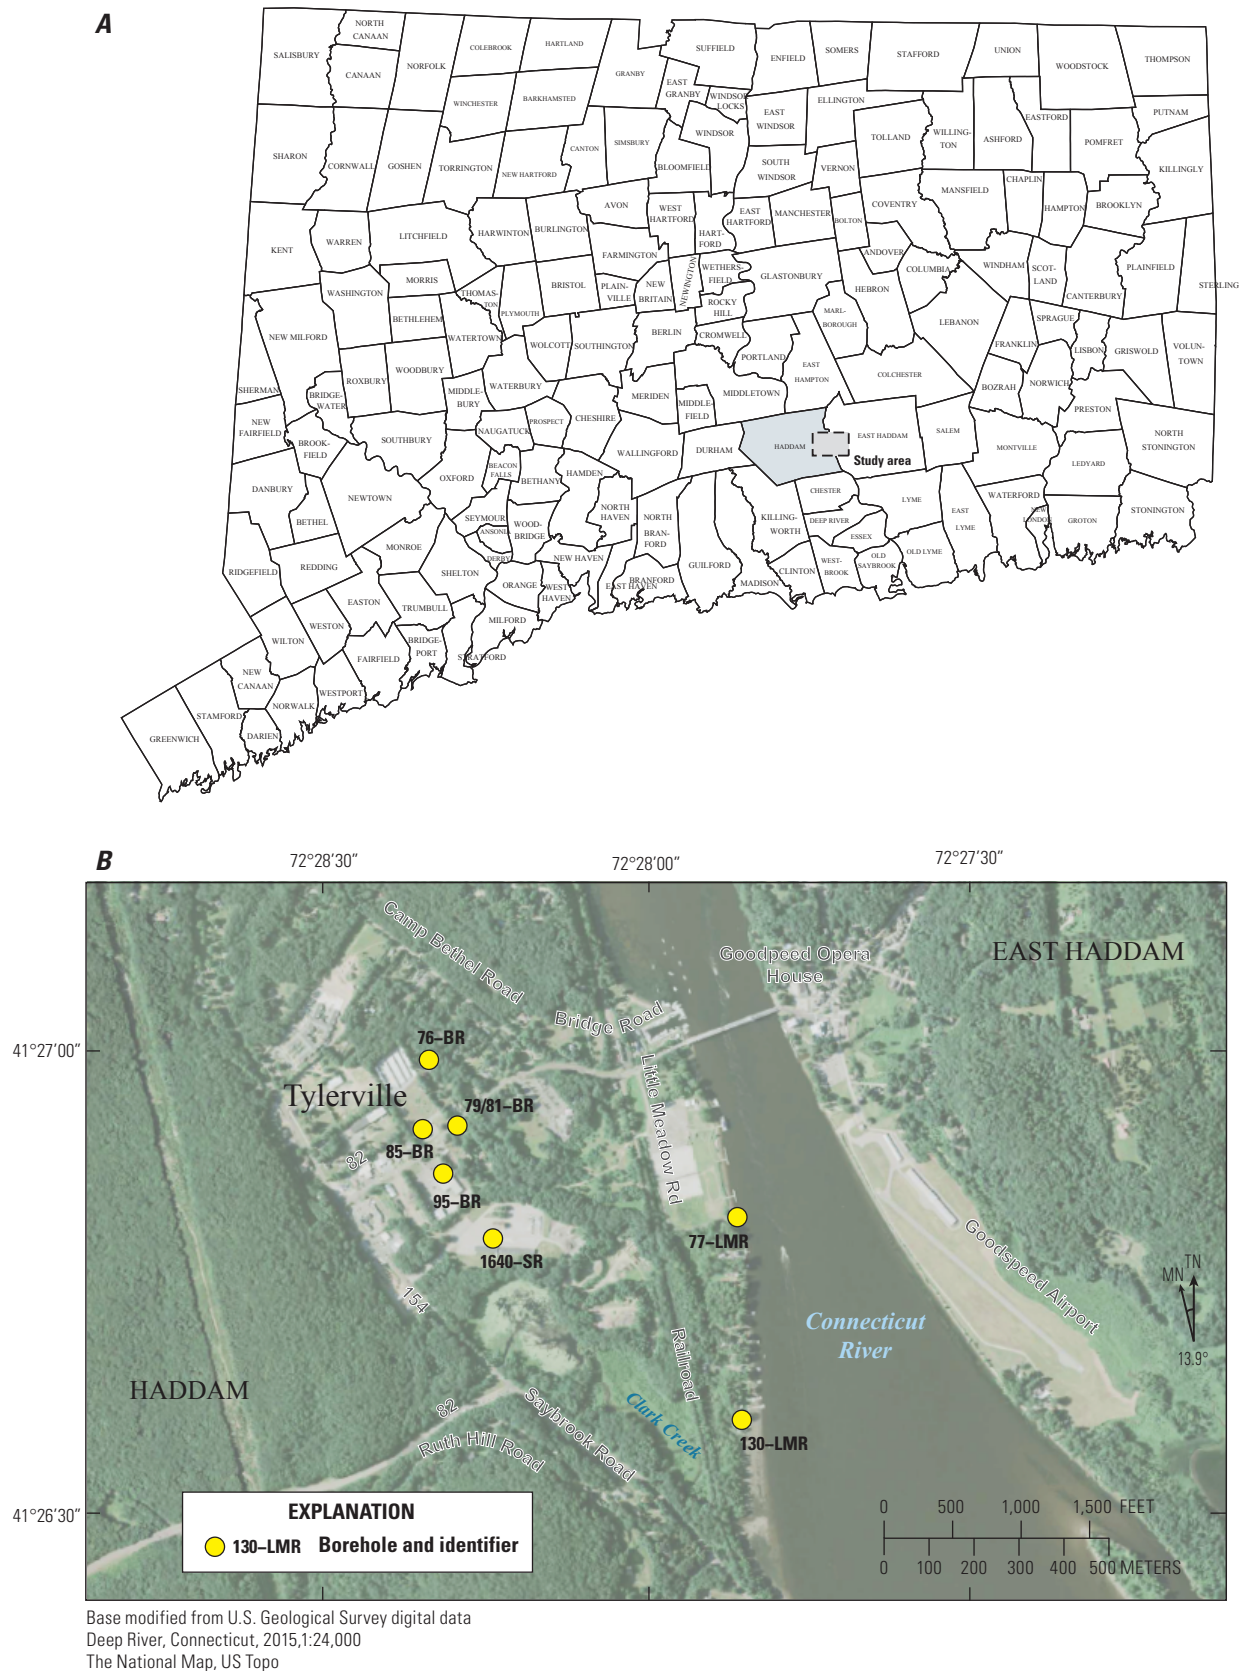 A
SALISBURY
NORTH
CANAAN
CANAAN
NORFOLK
COLEBROOK
HARTLAND
WINCHESTER
BARKHAMSTED
GRANBY
SUFFIELD
EAST
GRANBY
WINDSOR
LOCKS
ENFIELD
SOMERS
STAFFORD
UNION
WOODSTOCK
THOMPSON
SHARON
CORNWALL
GOSHEN
TORRINGTON
NEW HARTFORD
CANTON
SIMSBURY
BLOOMFIELD
WINDSOR
EAST
WINDSOR
ELLINGTON
TOLLAND
WILLING-
TON
ASHFORD
EASTFORD
POMFRET
PUTNAM
KILLINGLY
SOUTH
WINDSOR
VERNON
KENT
WARREN
LITCHFIELD
HARWINTON
BURLINGTON
AVON
WEST
HARTFORD
HART-
FORD
EAST
HARTFORD
MANCHESTER
BOLTON
COVENTRY
MANSFIELD
CHAPLIN
HAMPTON
BROOKLYN
FARMINGTON
MORRIS
WASHINGTON
BETHLEHEM
THOMAS-
TON
PLYMOUTH
BRISTOL
PLAIN-
VILLE
NEW
BRITAIN
NEWINGTON
WETHERS-
FIELD
ROCKY
HILL
GLASTONBURY
ANDOVER
HEBRON
COLUMBIA
WINDHAM
SCOT-
LAND
CANTERBURY
PLAINFIELD
STERLING
NEW MILFORD
WATERTOWN
WOLCOTT
SOUTHINGTON
BERLIN
CROMWELL
PORTLAND
MARL-
BOROUGH
LEBANON
FRANKLIN
SPRAGUE
LISBON
GRISWOLD
VOLUN-
TOWN
SHERMAN
BRIDGE-
WATER
ROXBURY
WOODBURY
MIDDLE-
BURY
WATERBURY
PROSPECT
CHESHIRE
MERIDEN
MIDDLE-
FIELD
MIDDLETOWN
EAST
HAMPTON
COLCHESTER
BOZRAH
NORWICH
PRESTON
NEW
FAIRFIELD
BROOK-
FIELD
SOUTHBURY
NAUGATUCK
WALLINGFORD
DURHAM
HADDAM
EAST HADDAM
Study area
SALEM
MONTVILLE
LEDYARD
NORTH
STONINGTON
DANBURY
BETHEL
NEWTOWN
OXFORD
BEACON
FALLS
BETHANY
HAMDEN
NORTH
HAVEN
NORTH
BRAN-
FORD
GUILFORD
KILLING-
WORTH
CHESTER
DEEP RIVER
ESSEX
LYME
EAST
LYME
WATERFORD
NEW
LONDON
GROTON
STONINGTON
SEYMOUR
ANSONIA
DERBY
WOOD-
BRIDGE
NEW HAVEN
EAST HAVEN
BRANFORD
MADISON
CLINTON
WEST-
BROOK
OLD
SAYBROOK
OLD LYME
RIDGEFIELD
REDDING
MONROE
SHELTON
ORANGE
WEST
HAVEN
MILFORD
EASTON
TRUMBULL
WESTON
WILTON
FAIRFIELD
BRIDGE-
PORT
STRATFORD
NEW
CANAAN
NORWALK
WESTPORT
STAMFORD
DARIEN
GREENWICH
B
72°28'30"
72°28'00"
72°27'30"
Camp Bethel Road
Goodpeed Opera
House
EAST HADDAM
Bridge Road
41°27'00"
76–BR
Tylerville
79/81–BR
85–BR
82
95–BR
Little Meadow Rd
77–LMR
1640–SR
154
Goodspeed Airport
MN
TN
13.9°
Connecticut
River
Railroad
HADDAM
82
Saybrook Road
Clark Creek
Ruth Hill Road
130–LMR
41°26'30"
EXPLANATION
130–LMR Borehole and identifier
0 500 1,000 1,500 FEET
0 100 200 300 400 500 METERS
Base modified from U.S. Geological Survey digital data
Deep River, Connecticut, 2015,1:24,000
The National Map, US Topo